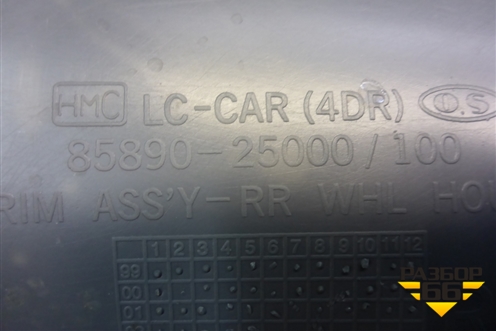 HMC LC-CAR (4DR) O.S
85890-25000/100
RIM ASS'Y-RR WHL HO
1 2 3 4 5 6 7 8 9 10 11 12
99
00
01
РАЗБОР
66